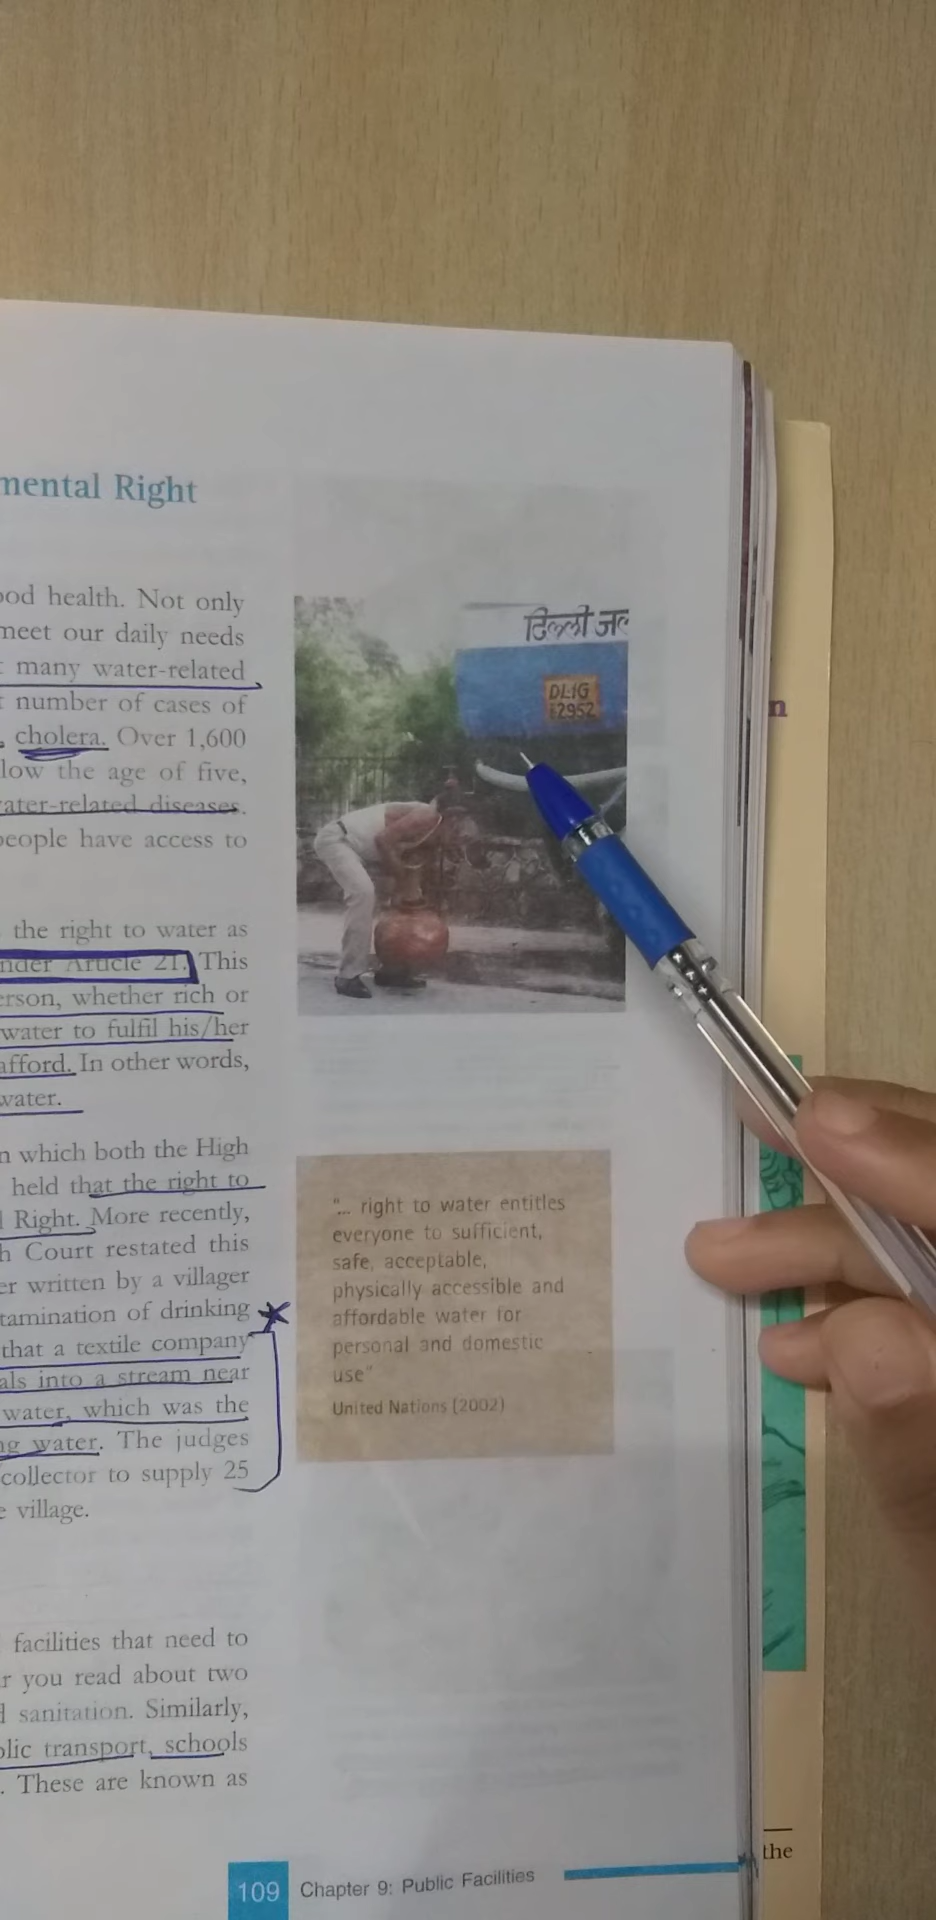 mental Right
ood health. Not only
meet our daily needs
many water-related
number of cases of
cholera. Over 1,600
low the age of five,
ater-related diseases.
people have access to
the right to water as
nder Article 21. This
erson, whether rich or
water to fulfil his/her
afford. In other words,
water.
n which both the High
held that the right to
l Right. More recently,
h Court restated this
er written by a villager
tamination of drinking
that a textile company
als into a stream near
water, which was the
ng water. The judges
collector to supply 25
e village.
facilities that need to
r you read about two
d sanitation. Similarly,
blic transport, schools
. These are known as
दिल्ली जल
DL1G
2952
"... right to water entitles
everyone to sufficient,
safe, acceptable,
physically accessible and
affordable water for
personal and domestic
use"
United Nations (2002)
109 Chapter 9: Public Facilities
n
the